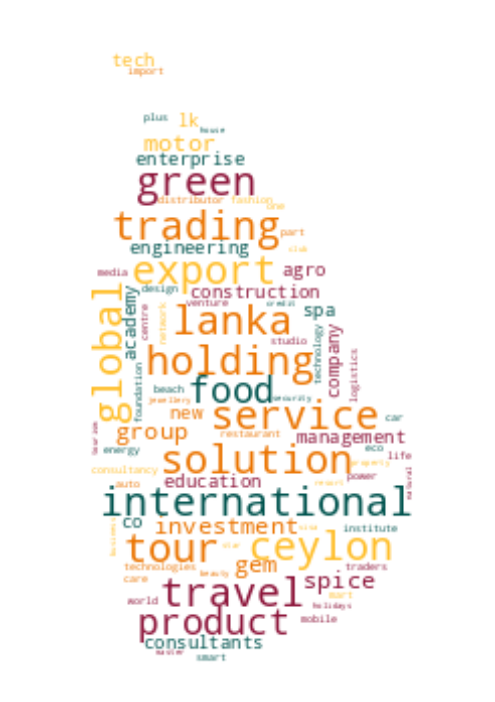 tech
import
plus
lk
house
motor
enterprise
green
distributor
fashion
one
trading
part
engineering
club
export
media
agro
global
academy
design
construction
venture
credit
spa
centre
network
lanka
technology
company
studio
logistics
holding
foundation
beach
food
security
jewellery
new
service
car
tourism
group
restaurant
management
energy
solution
eco
life
property
consultancy
education
power
natural
auto
resort
international
co
investment
visa
institute
business
tour
star
ceylon
technologies
gem
traders
care
beauty
spice
travel
mart
world
holidays
product
mobile
consultants
master
smart